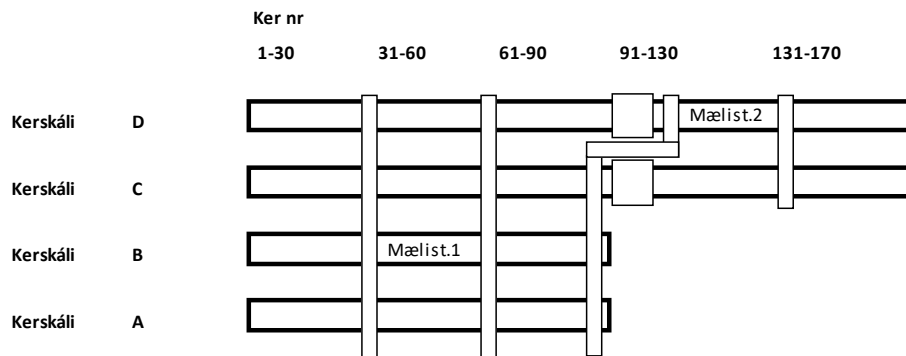 Ker nr
1-30 31-60 61-90 91-130 131-170
Kerskáli D Mælist.2
Kerskáli C
Kerskáli B Mælist.1
Kerskáli A